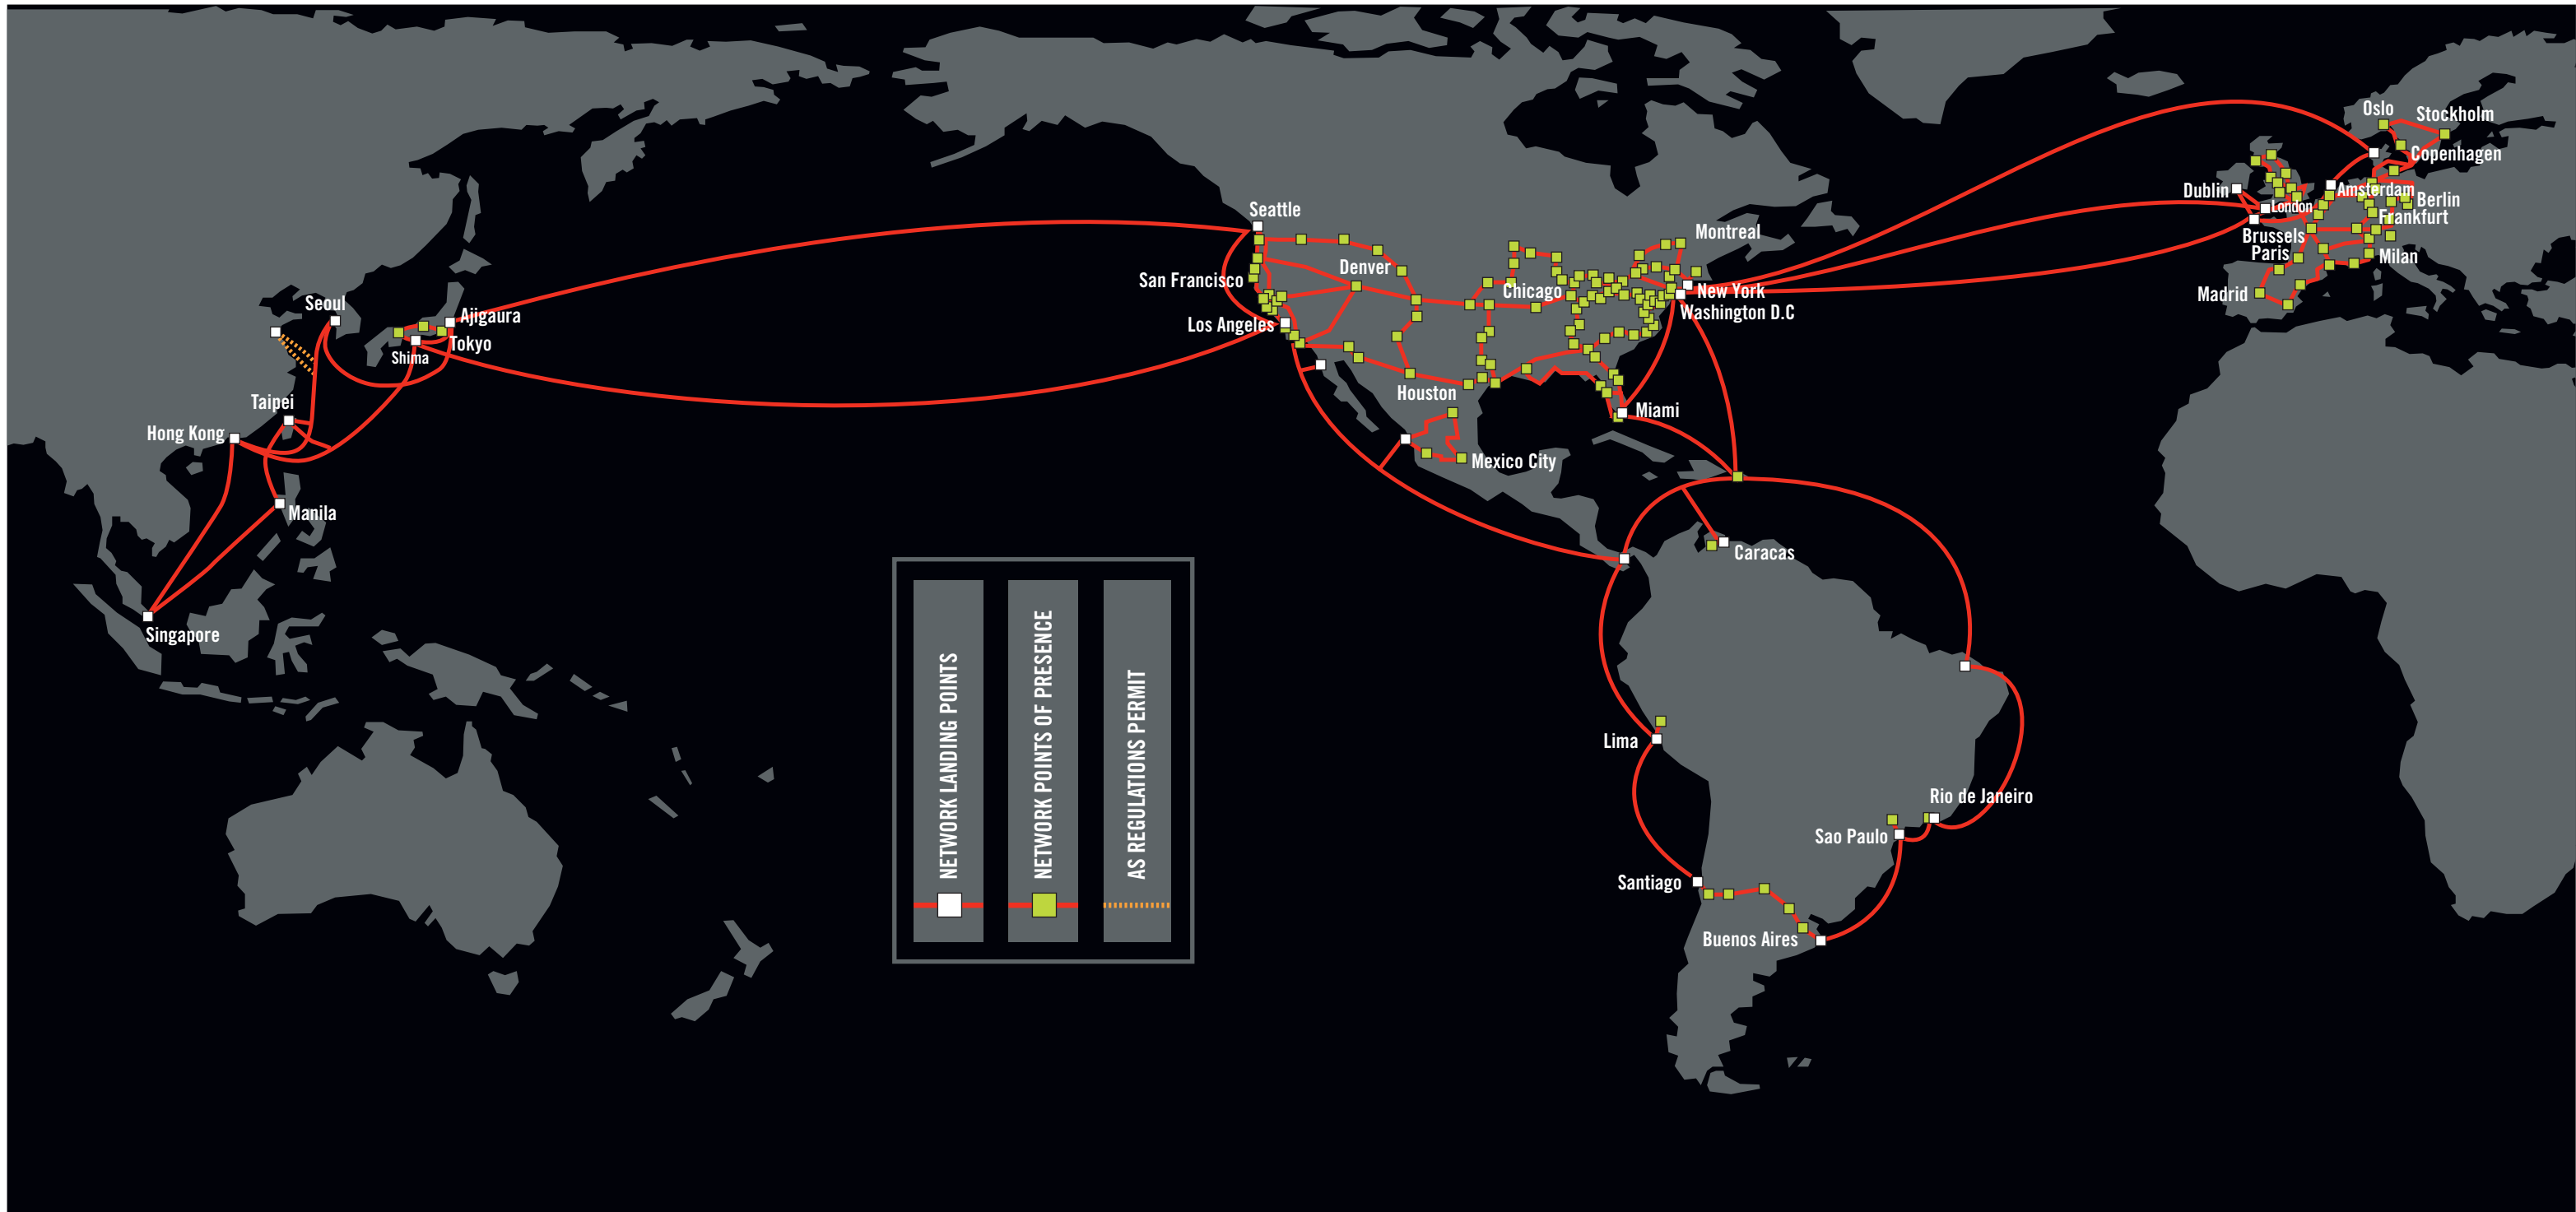 Seoul
Ajigaura
Tokyo
Shima
Taipei
Hong Kong
Manila
Singapore
Seattle
San Francisco
Los Angeles
Denver
Chicago
Houston
Mexico City
Montreal
New York
Washington D.C
Miami
Caracas
Lima
Rio de Janeiro
Sao Paulo
Santiago
Buenos Aires
Oslo
Stockholm
Copenhagen
Dublin
London
Amsterdam
Berlin
Frankfurt
Brussels
Paris
Milan
Madrid
NETWORK LANDING POINTS
NETWORK POINTS OF PRESENCE
AS REGULATIONS PERMIT